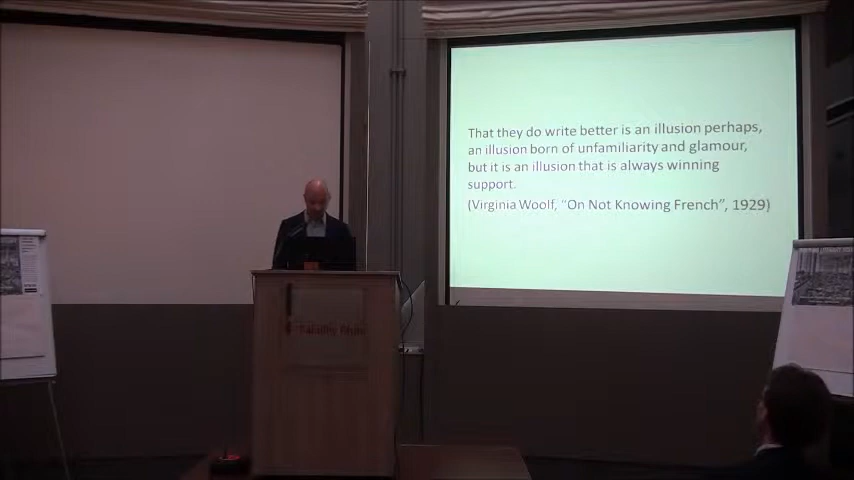 That they do write better is an illusion perhaps,
an illusion born of unfamiliarity and glamour,
but it is an illusion that is always winning
support.
(Virginia Woolf, “On Not Knowing French”, 1929)